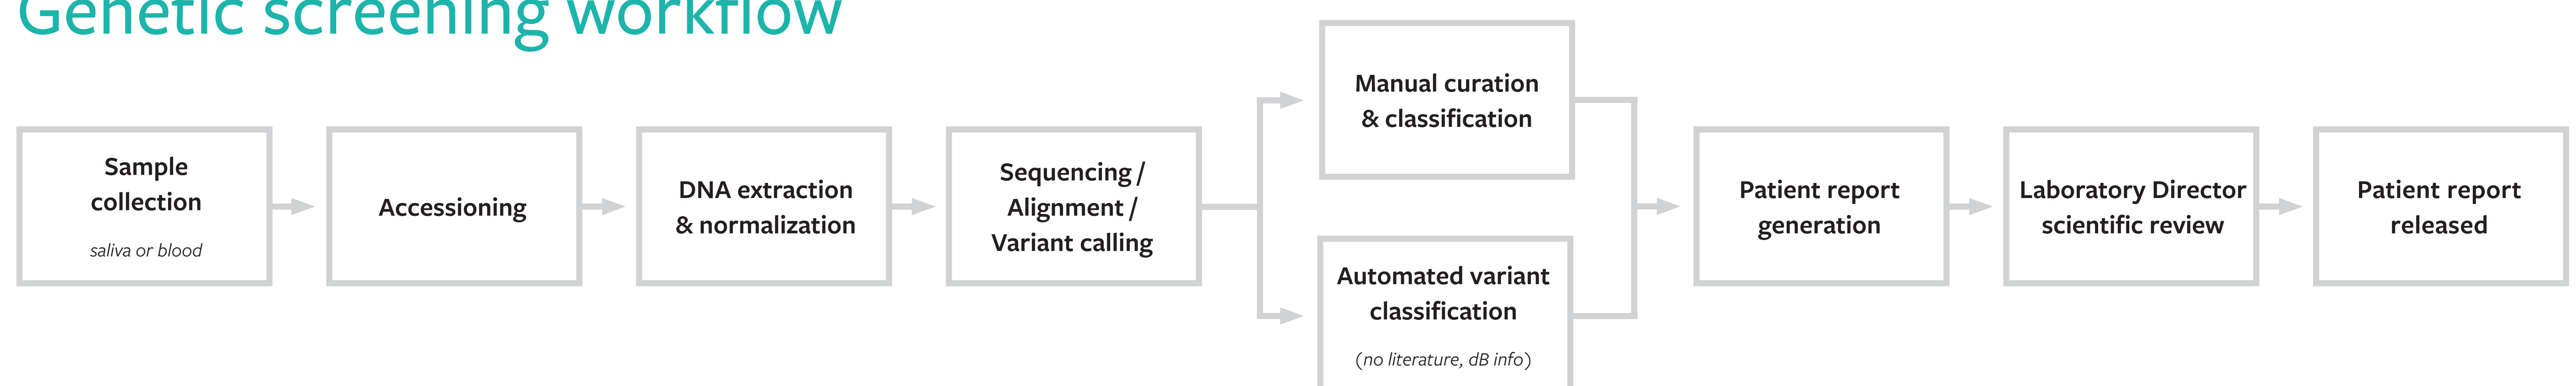 Genetic screening workflow
Sample
collection
saliva or blood
Accessioning
DNA extraction
& normalization
Sequencing /
Alignment /
Variant calling
Manual curation
& classification
Automated variant
classification
(no literature, dB info)
Patient report
generation
Laboratory Director
scientific review
Patient report
released